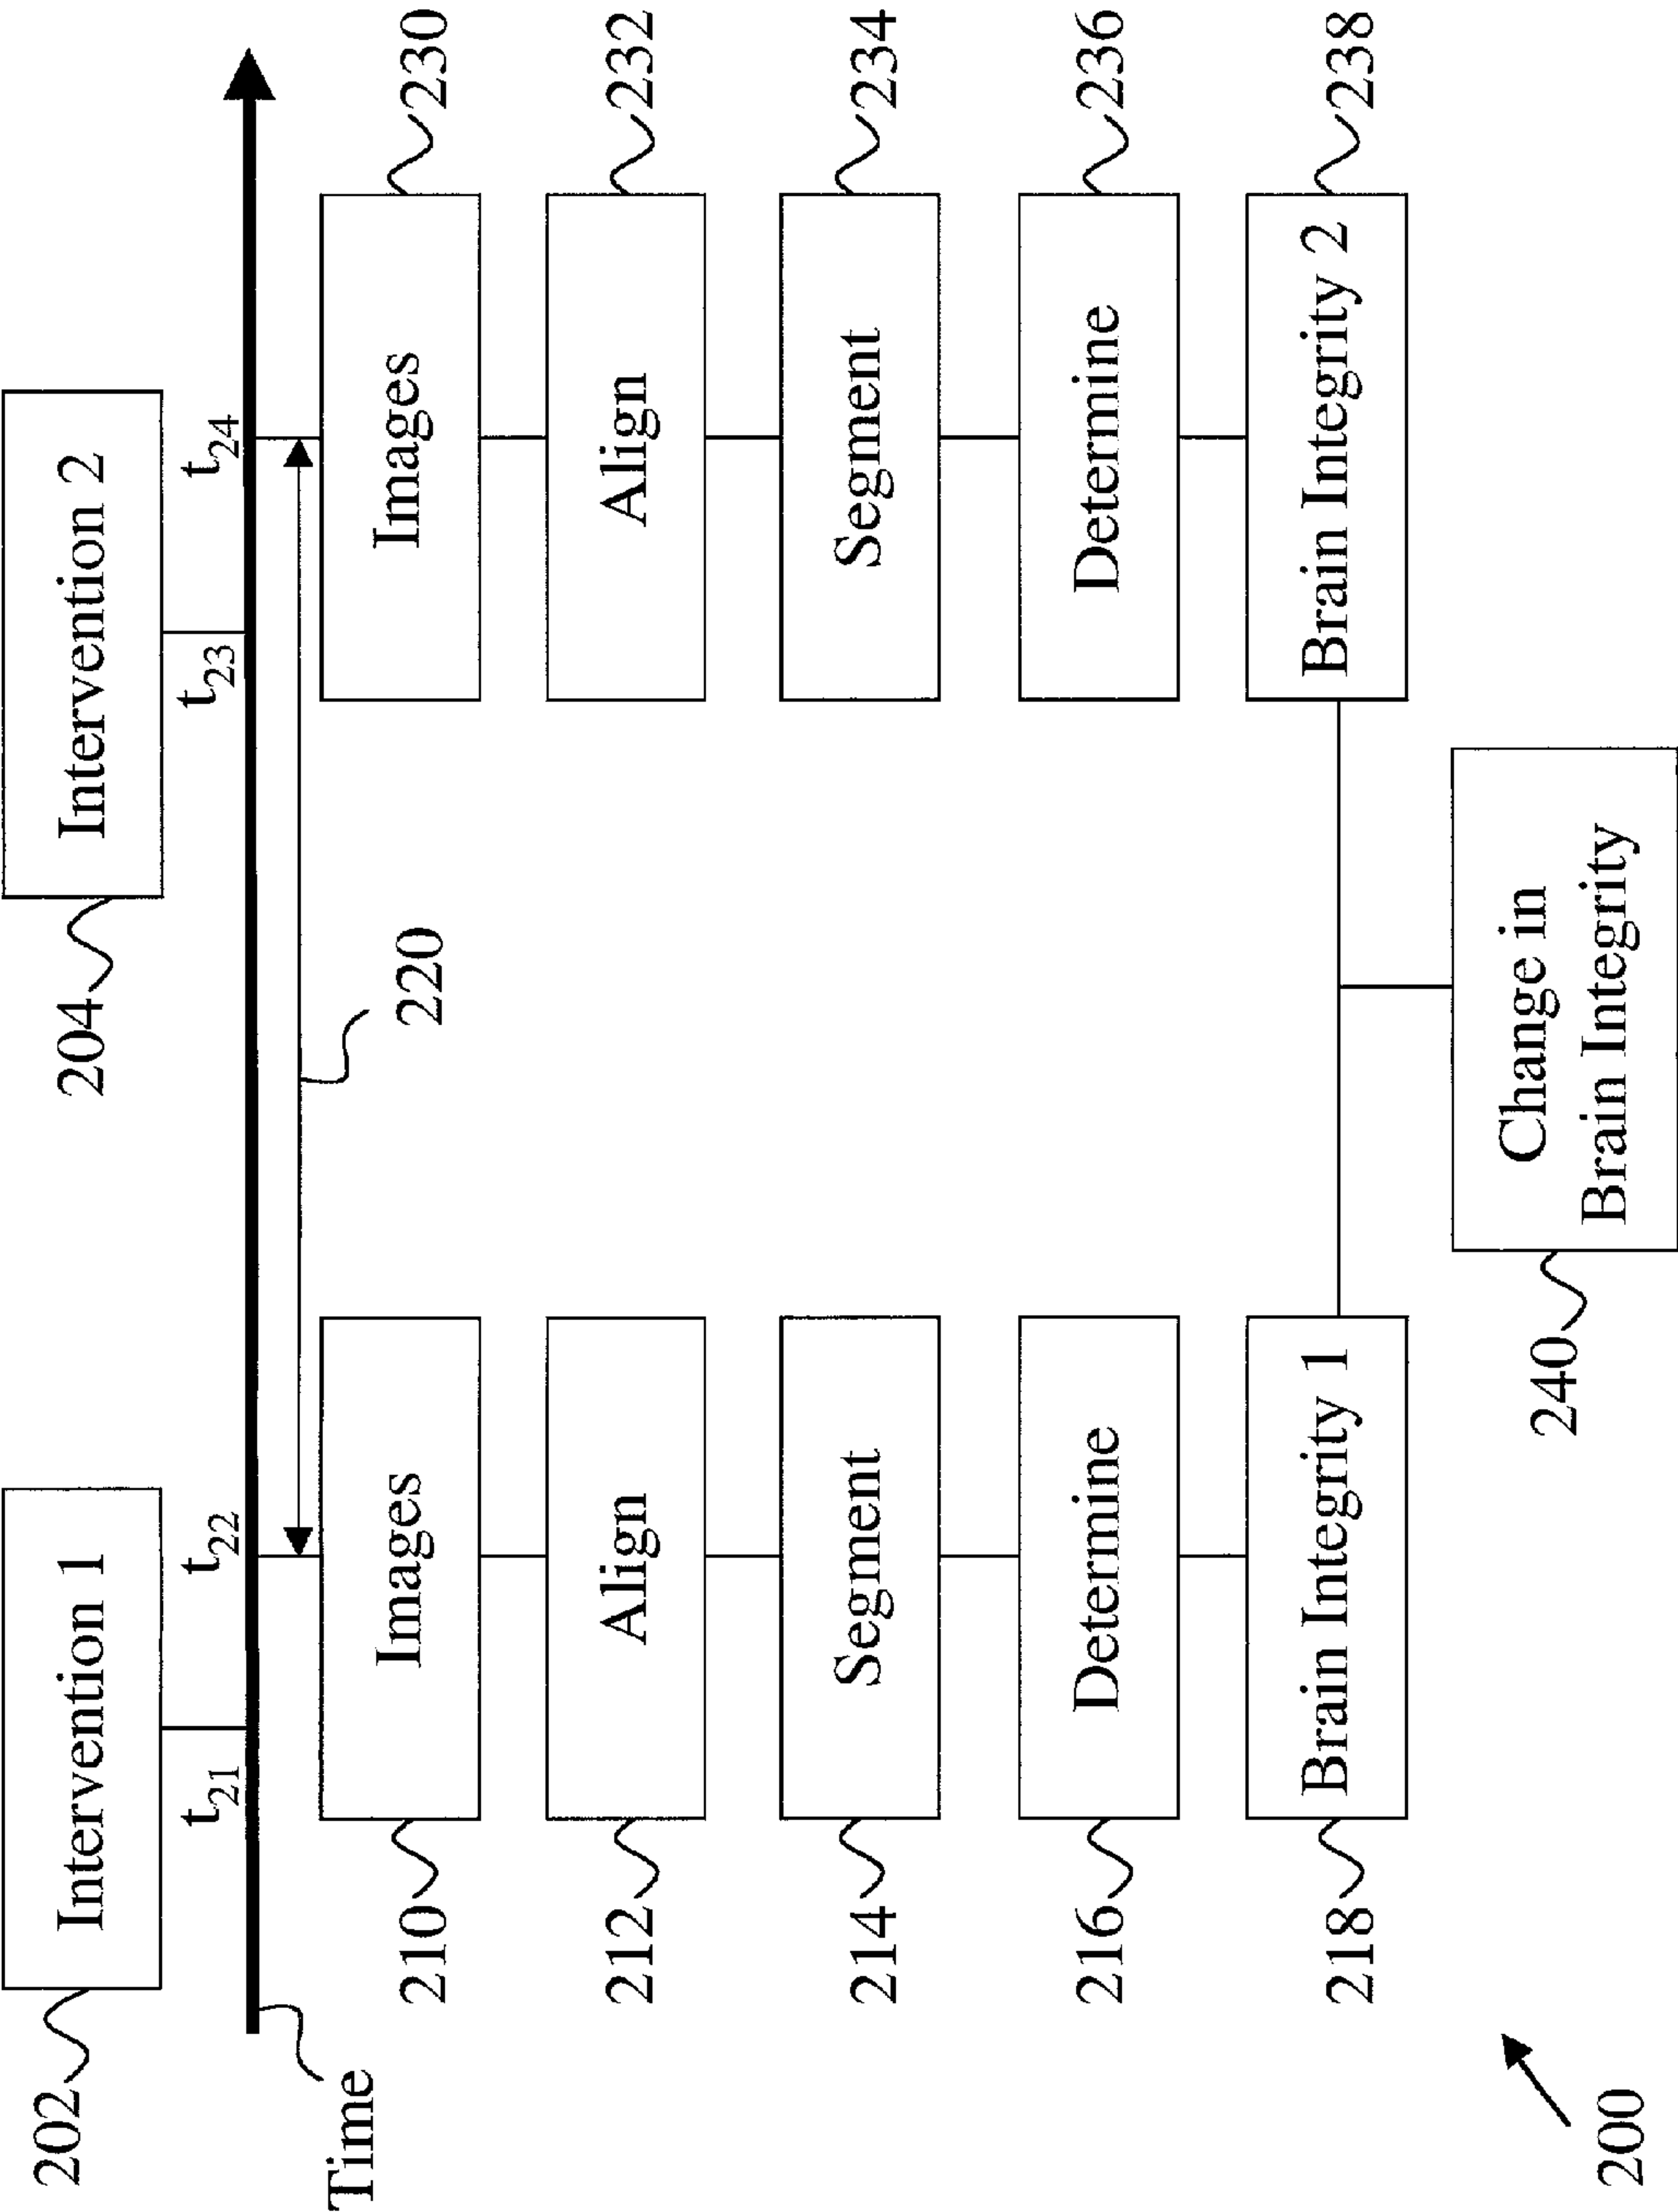 202
Intervention 1
204
Intervention 2
Time
t21
t22
t23
t24
220
210
Images
Images
230
212
Align
Align
232
214
Segment
Segment
234
216
Determine
Determine
236
218
Brain Integrity 1
Brain Integrity 2
238
240
Change in
Brain Integrity
200